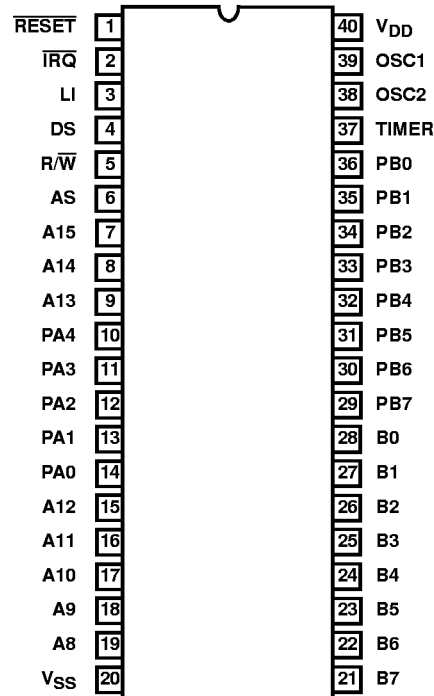 RESET 1 40 VDD
IRQ 2 39 OSC1
LI 3 38 OSC2
DS 4 37 TIMER
R/W 5 36 PB0
AS 6 35 PB1
A15 7 34 PB2
A14 8 33 PB3
A13 9 32 PB4
PA4 10 31 PB5
PA3 11 30 PB6
PA2 12 29 PB7
PA1 13 28 B0
PA0 14 27 B1
A12 15 26 B2
A11 16 25 B3
A10 17 24 B4
A9 18 23 B5
A8 19 22 B6
VSS 20 21 B7